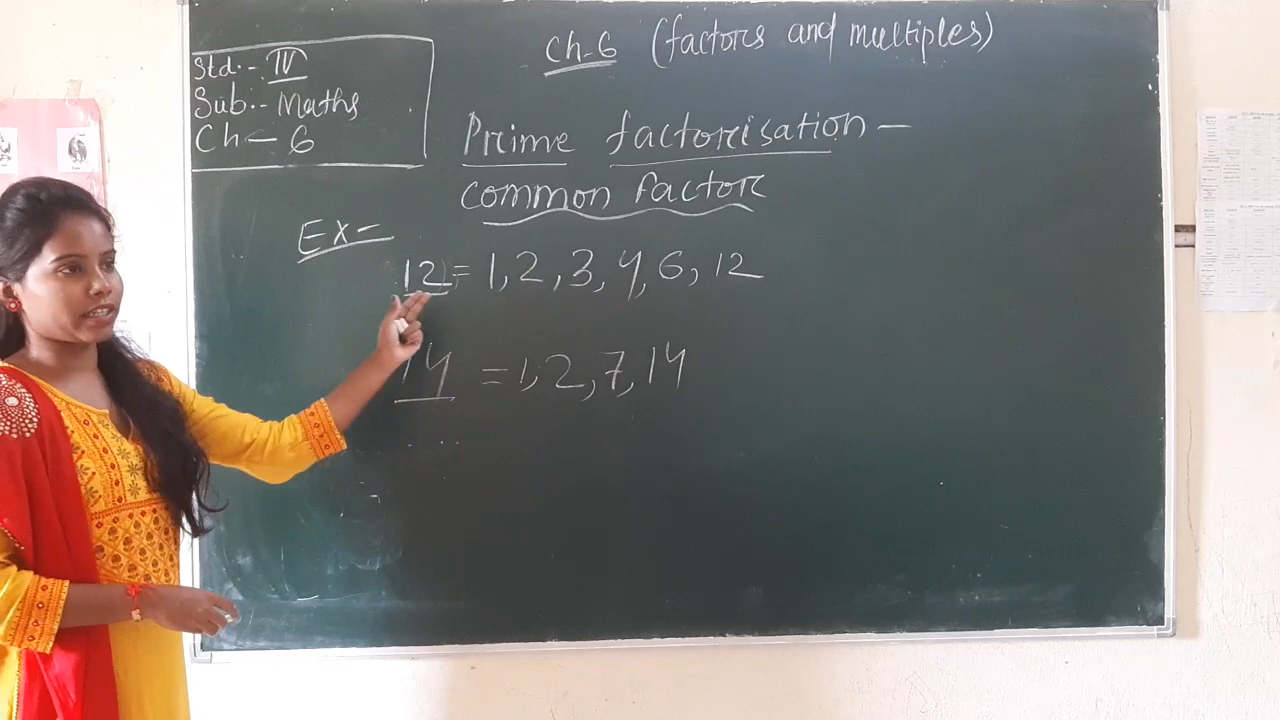 Std.- IV
Sub:- Maths
Ch - 6
Ch-6 (factors and multiples)
Prime factorisation -
common factor
Ex-
12 = 1, 2, 3, 4, 6, 12
14 = 1, 2, 7, 14